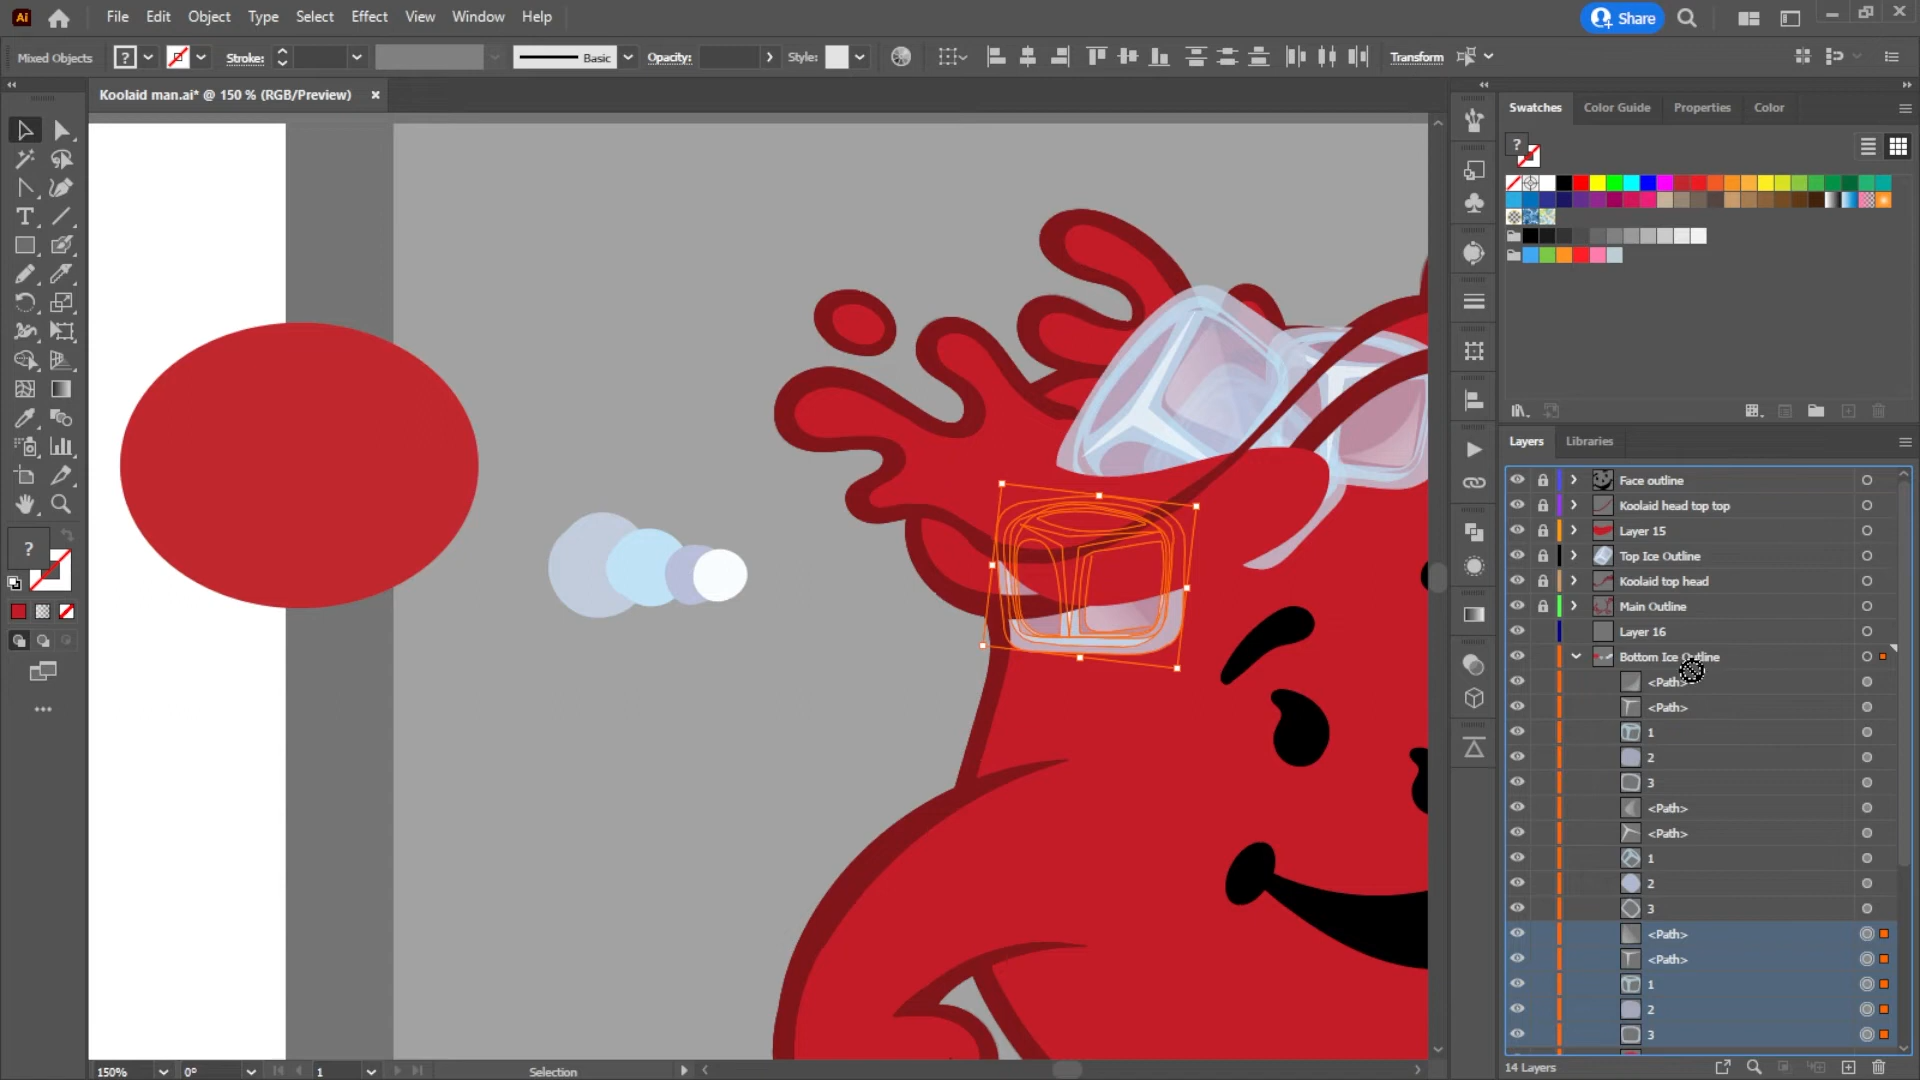 Ai File Edit Object Type Select Effect View Window Help Share
Mixed Objects ? Stroke: Basic Opacity: Style: Transform
Koolaid man.ai* @ 150 % (RGB/Preview) ×
Swatches Color Guide Properties Color
?
Layers Libraries
Face outline
Koolaid head top top
Layer 15
Top Ice Outline
Koolaid top head
Main Outline
Layer 16
Bottom Ice Outline
<Path>
<Path>
1
2
3
<Path>
<Path>
1
2
3
<Path>
<Path>
1
2
3
?
150% 0° 1 Selection
14 Layers